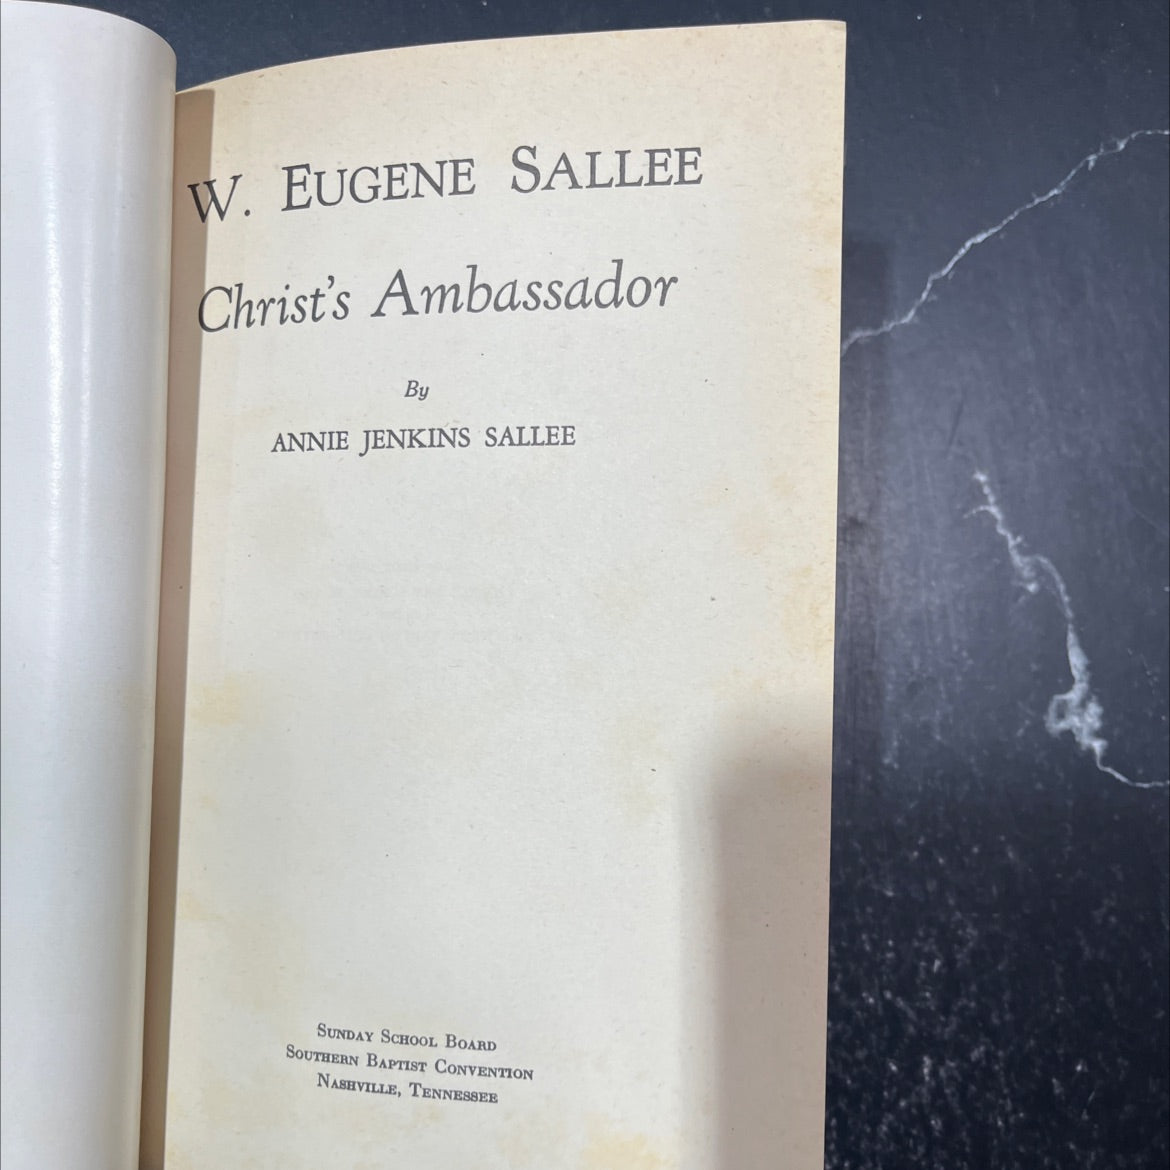 W. EUGENE SALLEE
Christ's Ambassador
By
ANNIE JENKINS SALLEE
SUNDAY SCHOOL BOARD
SOUTHERN BAPTIST CONVENTION
NASHVILLE, TENNESSEE